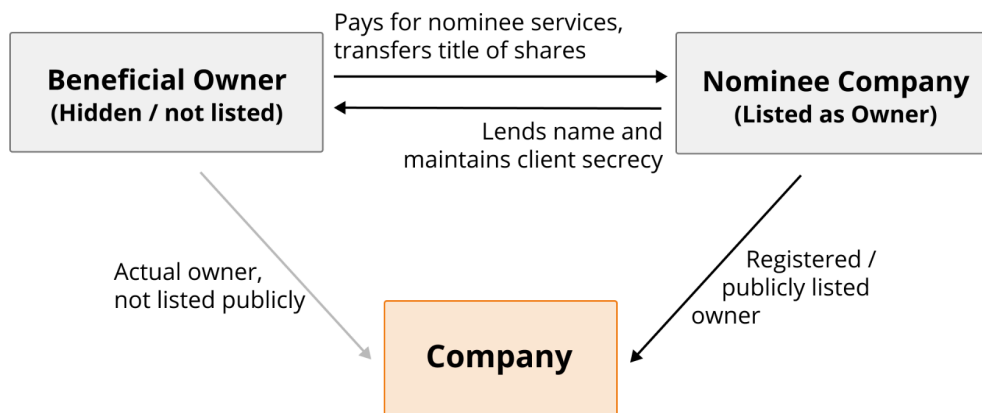 Pays for nominee services,
transfers title of shares
Beneficial Owner
(Hidden / not listed)
Nominee Company
(Listed as Owner)
Lends name and
maintains client secrecy
Actual owner,
not listed publicly
Registered /
publicly listed
owner
Company